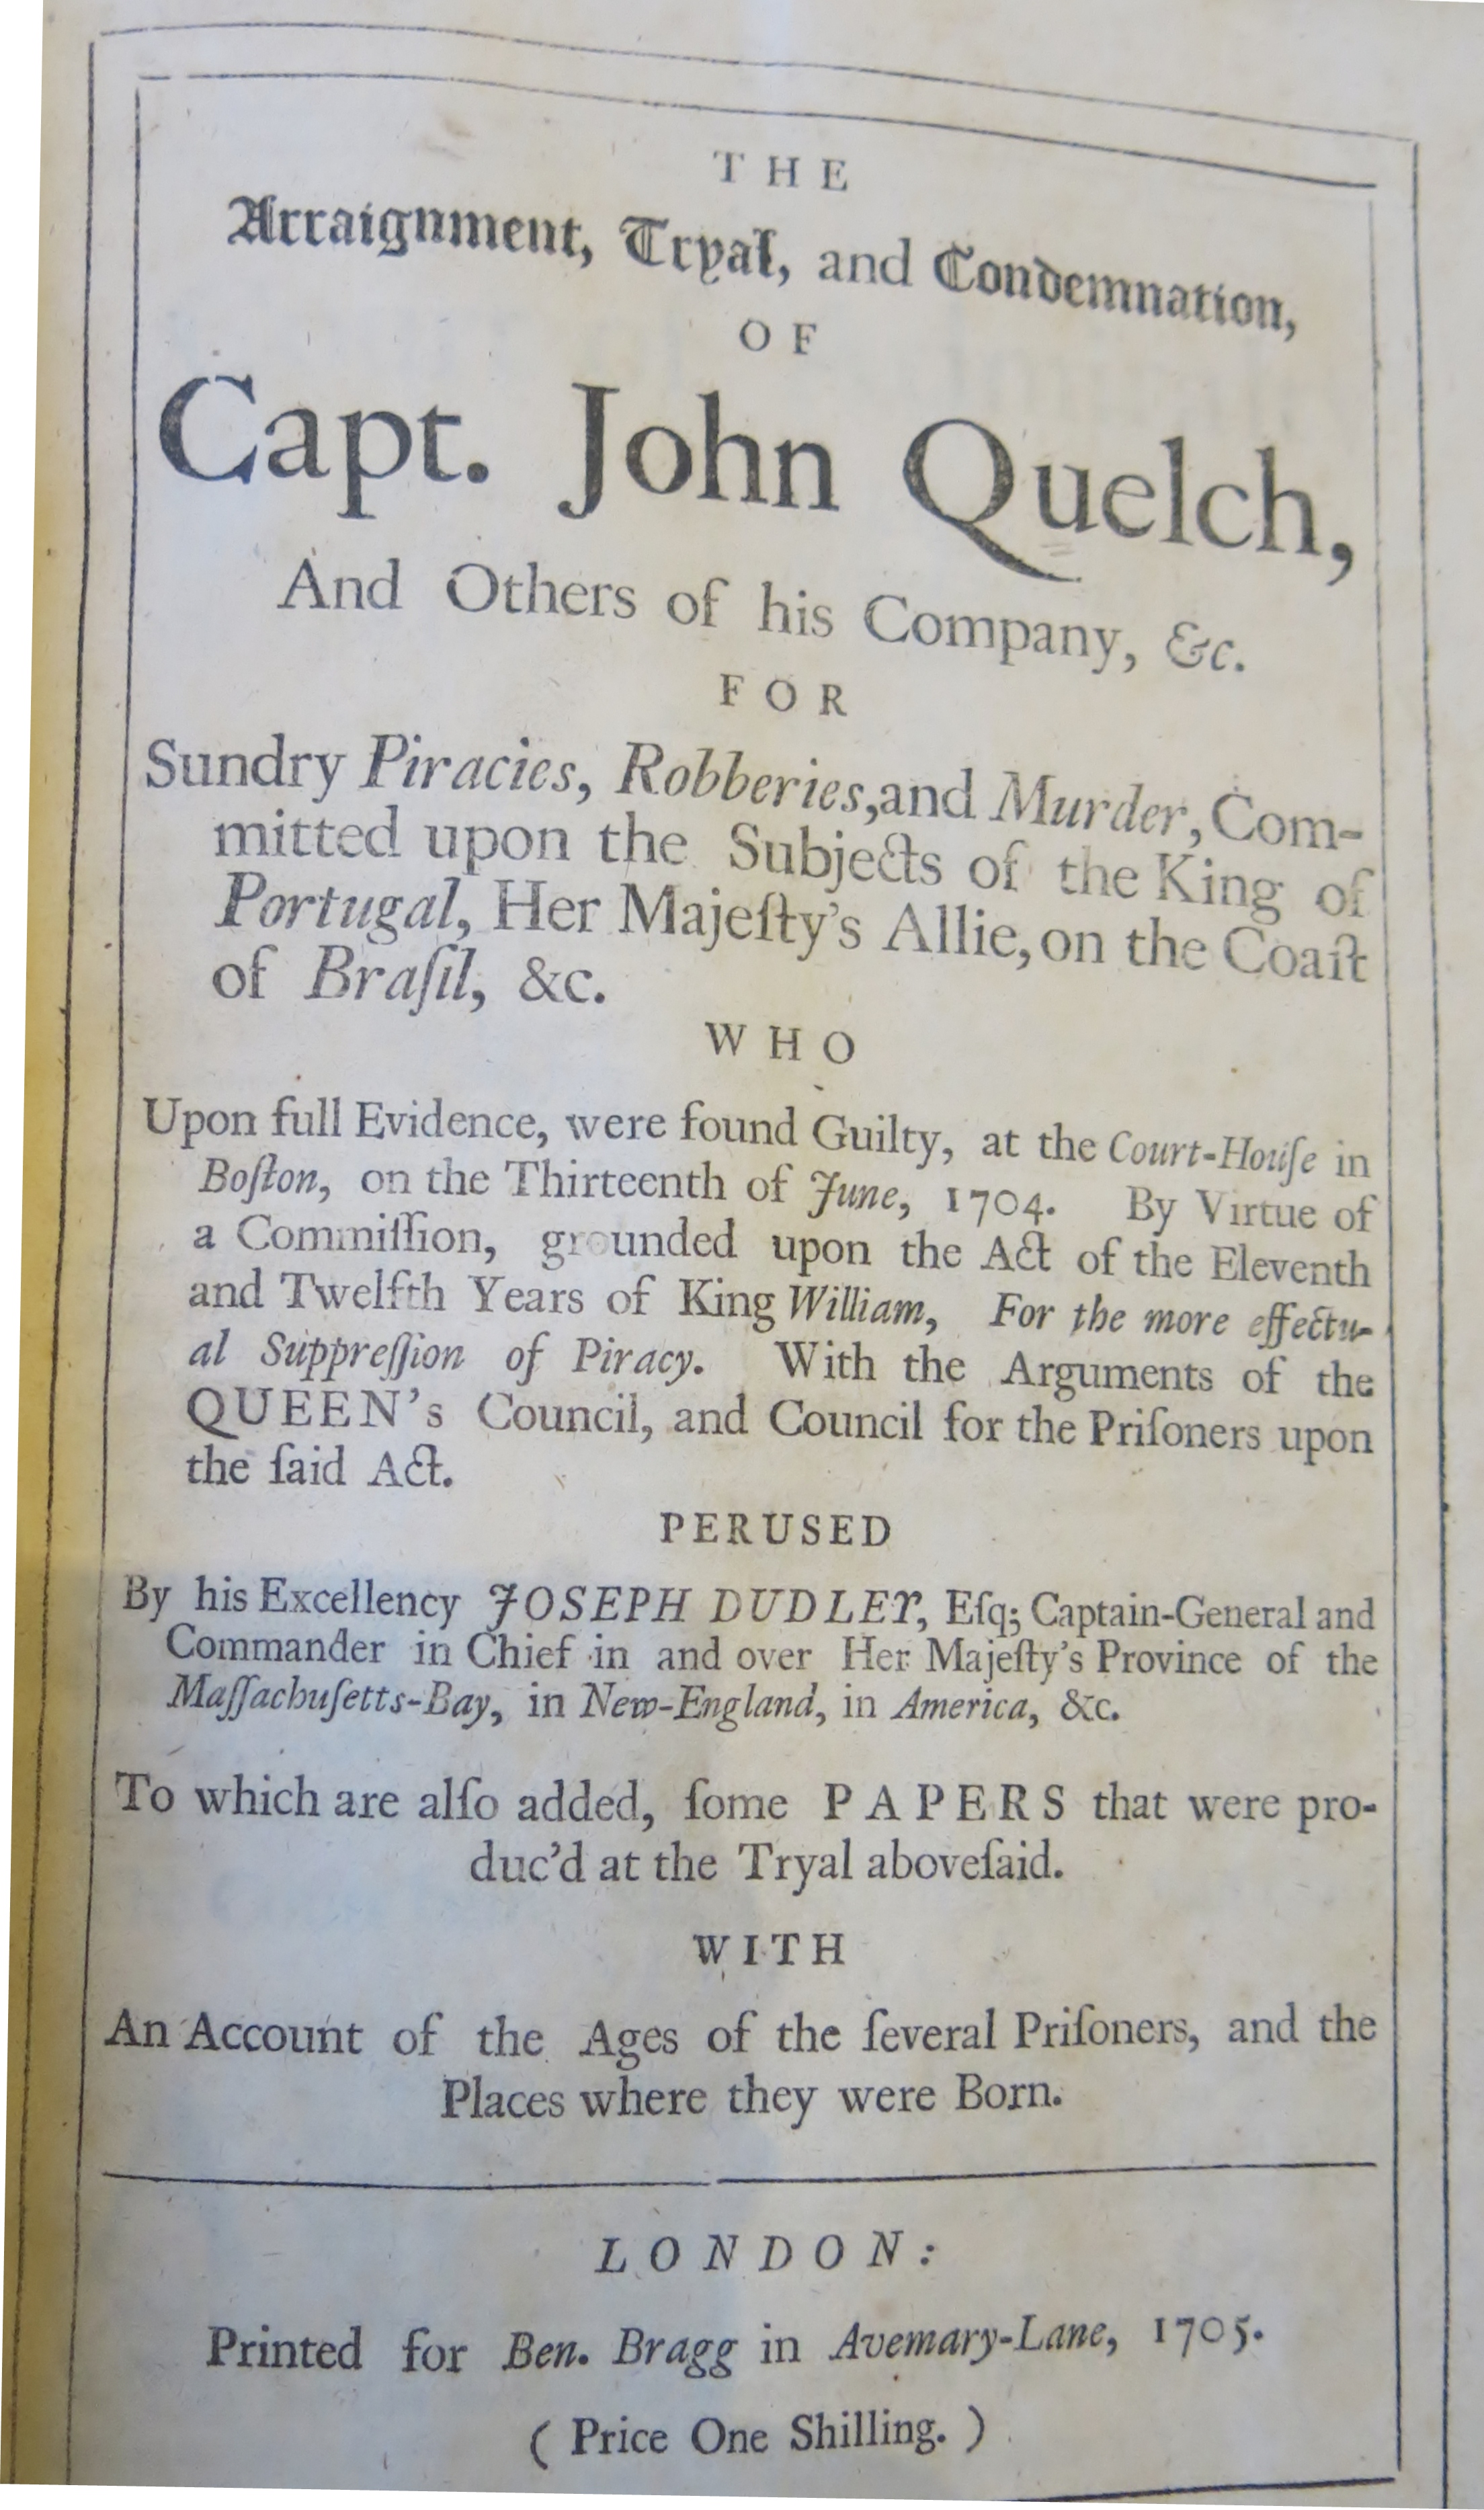 THE
Arraignment, Tryal, and Condemnation,
OF
Capt. John Quelch,
And Others of his Company, &c.
FOR
Sundry Piracies, Robberies, and Murder, Com-
mitted upon the Subjects of the King of
Portugal, Her Majeſty's Allie, on the Coaſt
of Braſil, &c.
WHO
Upon full Evidence, were found Guilty, at the Court-Houſe in
Boſton, on the Thirteenth of June, 1704. By Virtue of
a Commiſſion, grounded upon the Act of the Eleventh
and Twelfth Years of King William, For the more effectu-
al Suppreſſion of Piracy. With the Arguments of the
QUEEN's Council, and Council for the Priſoners upon
the ſaid Act.
PERUSED
By his Excellency JOSEPH DUDLEY, Eſq; Captain-General and
Commander in Chief in and over Her Majeſty's Province of the
Maſſachuſetts-Bay, in New-England, in America, &c.
To which are alſo added, ſome PAPERS that were pro-
duc'd at the Tryal aboveſaid.
WITH
An Account of the Ages of the ſeveral Priſoners, and the
Places where they were Born.
LONDON:
Printed for Ben. Bragg in Avemary-Lane, 1705.
( Price One Shilling. )